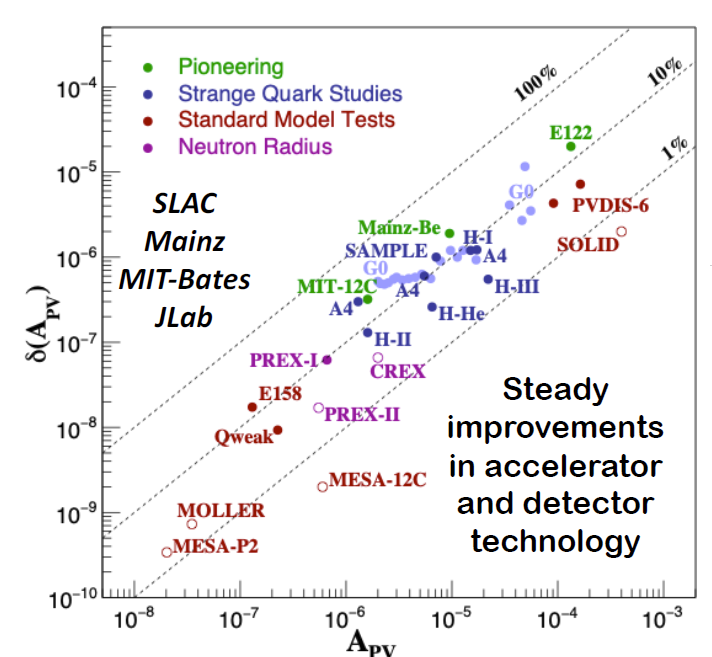 Pioneering
Strange Quark Studies
Standard Model Tests
Neutron Radius
SLAC
Mainz
MIT-Bates
JLab
100%
10%
1%
E122
G0
PVDIS-6
SOLID
Mainz-Be
H-I
SAMPLE
A4
G0
MIT-12C
A4
H-III
A4
H-He
H-II
PREX-I
CREX
E158
PREX-II
Qweak
MESA-12C
MOLLER
MESA-P2
Steady
improvements
in accelerator
and detector
technology
δ(A_PV)
10⁻⁴
10⁻⁵
10⁻⁶
10⁻⁷
10⁻⁸
10⁻⁹
10⁻¹⁰
10⁻⁸ 10⁻⁷ 10⁻⁶ 10⁻⁵ 10⁻⁴ 10⁻³
A_PV